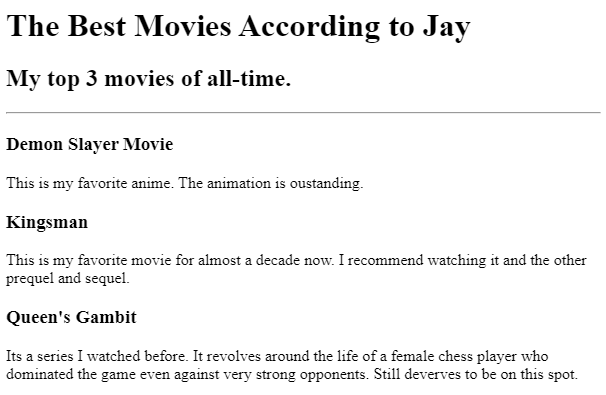 The Best Movies According to Jay
My top 3 movies of all-time.
Demon Slayer Movie
This is my favorite anime. The animation is oustanding.
Kingsman
This is my favorite movie for almost a decade now. I recommend watching it and the other
prequel and sequel.
Queen's Gambit
Its a series I watched before. It revolves around the life of a female chess player who
dominated the game even against very strong opponents. Still deverves to be on this spot.